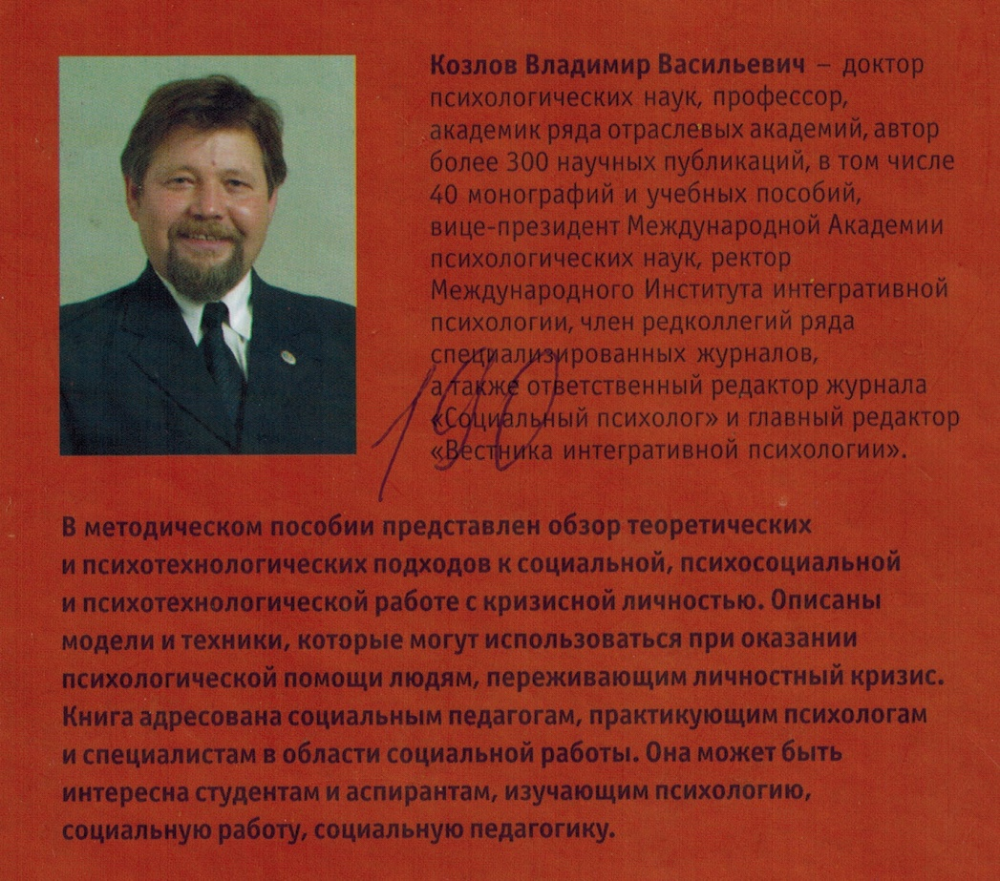 Козлов Владимир Васильевич – доктор
психологических наук, профессор,
академик ряда отраслевых академий, автор
более 300 научных публикаций, в том числе
40 монографий и учебных пособий,
вице-президент Международной Академии
психологических наук, ректор
Международного Института интегративной
психологии, член редколлегий ряда
специализированных журналов,
а также ответственный редактор журнала
«Социальный психолог» и главный редактор
«Вестника интегративной психологии».
190
В методическом пособии представлен обзор теоретических
и психотехнологических подходов к социальной, психосоциальной
и психотехнологической работе с кризисной личностью. Описаны
модели и техники, которые могут использоваться при оказании
психологической помощи людям, переживающим личностный кризис.
Книга адресована социальным педагогам, практикующим психологам
и специалистам в области социальной работы. Она может быть
интересна студентам и аспирантам, изучающим психологию,
социальную работу, социальную педагогику.